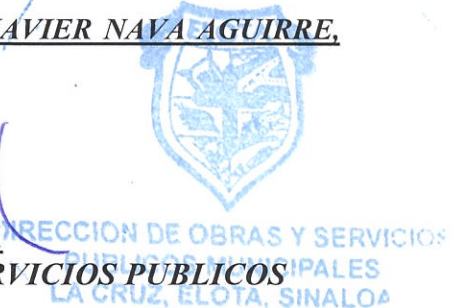 AVIER NAVA AGUIRRE,
DIRECCION DE OBRAS Y SERVICIOS
RVICIOS PUBLICOS
PUBLICOS MUNICIPALES
LA CRUZ, ELOTA, SINALOA